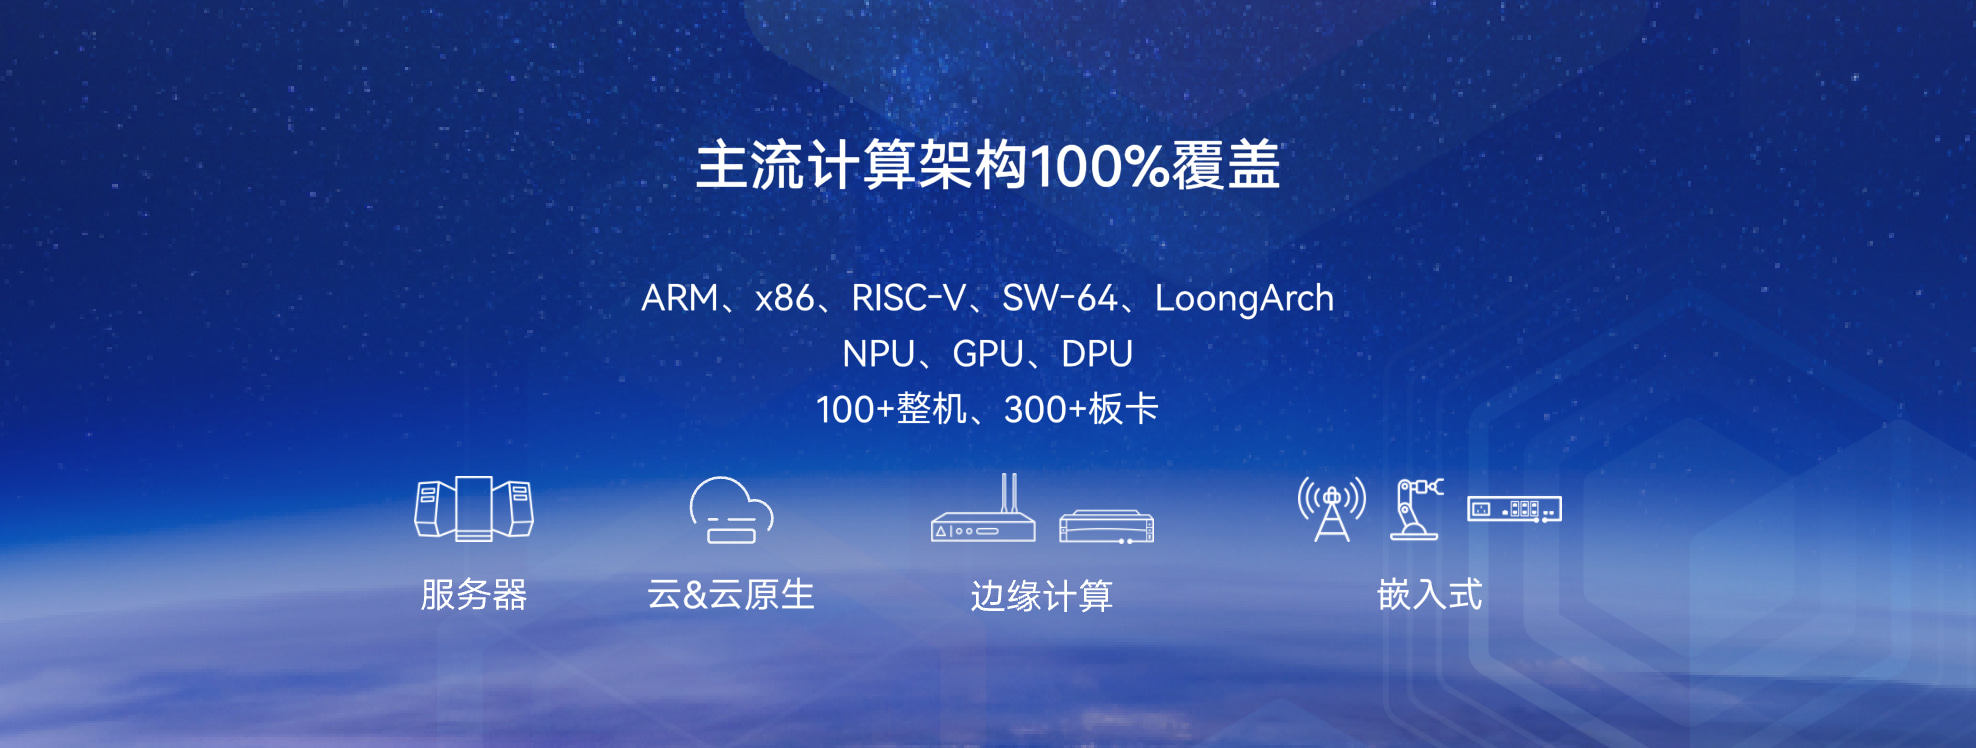 主流计算架构100%覆盖
ARM、x86、RISC-V、SW-64、LoongArch
NPU、GPU、DPU
100+整机、300+板卡
服务器
云&云原生
边缘计算
嵌入式